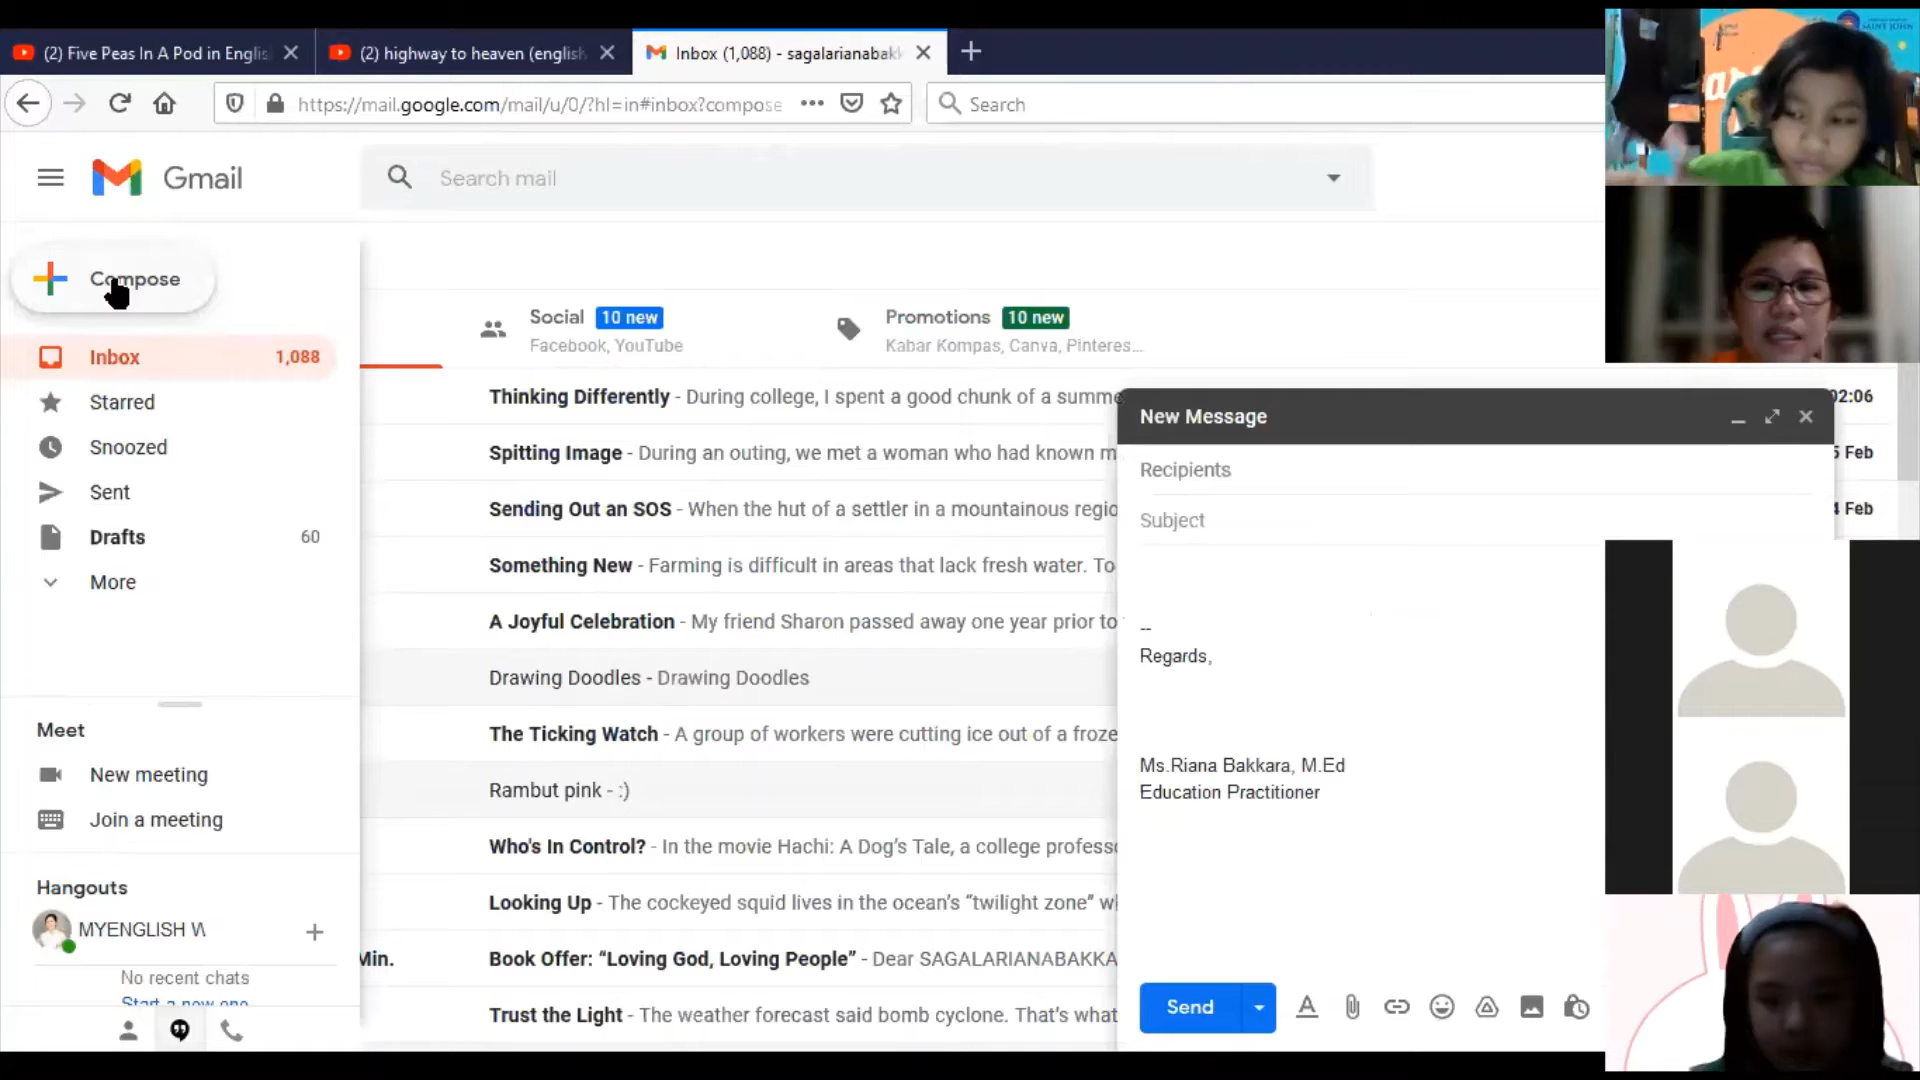 (2) Five Peas In A Pod in Englis
(2) highway to heaven (english
Inbox (1,088) - sagalarianabakk
https://mail.google.com/mail/u/0/?hl=in#inbox?compose
Search
Gmail
Search mail
Compose
Inbox 1,088
Starred
Snoozed
Sent
Drafts 60
More
Meet
New meeting
Join a meeting
Hangouts
MYENGLISH W
No recent chats
Start a new one
Social 10 new
Facebook, YouTube
Promotions 10 new
Kabar Kompas, Canva, Pinteres...
Thinking Differently - During college, I spent a good chunk of a summe 02:06
Spitting Image - During an outing, we met a woman who had known m 5 Feb
Sending Out an SOS - When the hut of a settler in a mountainous regio 4 Feb
Something New - Farming is difficult in areas that lack fresh water. To
A Joyful Celebration - My friend Sharon passed away one year prior to
Drawing Doodles - Drawing Doodles
The Ticking Watch - A group of workers were cutting ice out of a froze
Rambut pink - :)
Who's In Control? - In the movie Hachi: A Dog's Tale, a college profess
Looking Up - The cockeyed squid lives in the ocean's "twilight zone" w
Min. Book Offer: "Loving God, Loving People" - Dear SAGALARIANABAKKA
Trust the Light - The weather forecast said bomb cyclone. That's what
New Message
Recipients
Subject
--
Regards,
Ms.Riana Bakkara, M.Ed
Education Practitioner
Send
SAINT JOHN